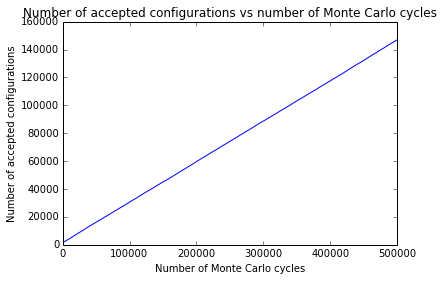 Number of accepted configurations vs number of Monte Carlo cycles
160000
140000
120000
100000
80000
60000
40000
20000
0
Number of accepted configurations
0 100000 200000 300000 400000 500000
Number of Monte Carlo cycles